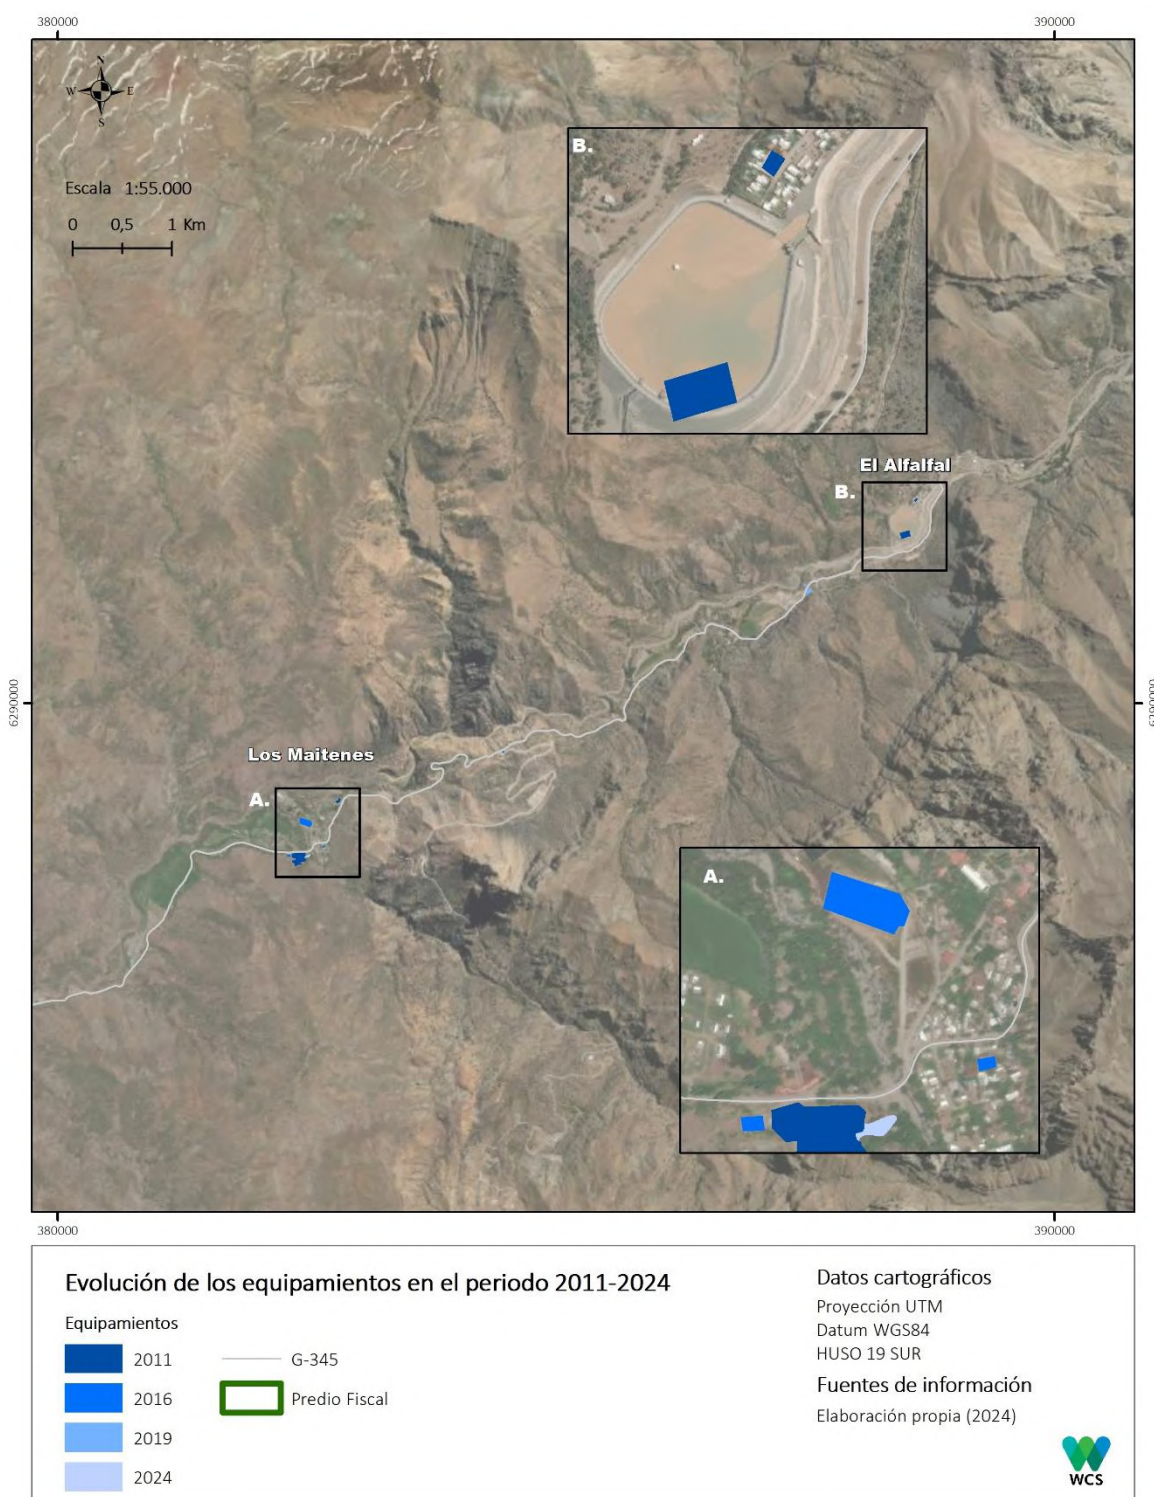 380000
390000
N
W
E
S
Escala 1:55.000
0 0,5 1 Km
B.
El Alfalfal
B.
6290000
6290000
Los Maitenes
A.
A.
380000
390000
Evolución de los equipamientos en el periodo 2011-2024
Equipamientos
2011
2016
2019
2024
G-345
Predio Fiscal
Datos cartográficos
Proyección UTM
Datum WGS84
HUSO 19 SUR
Fuentes de información
Elaboración propia (2024)
WCS